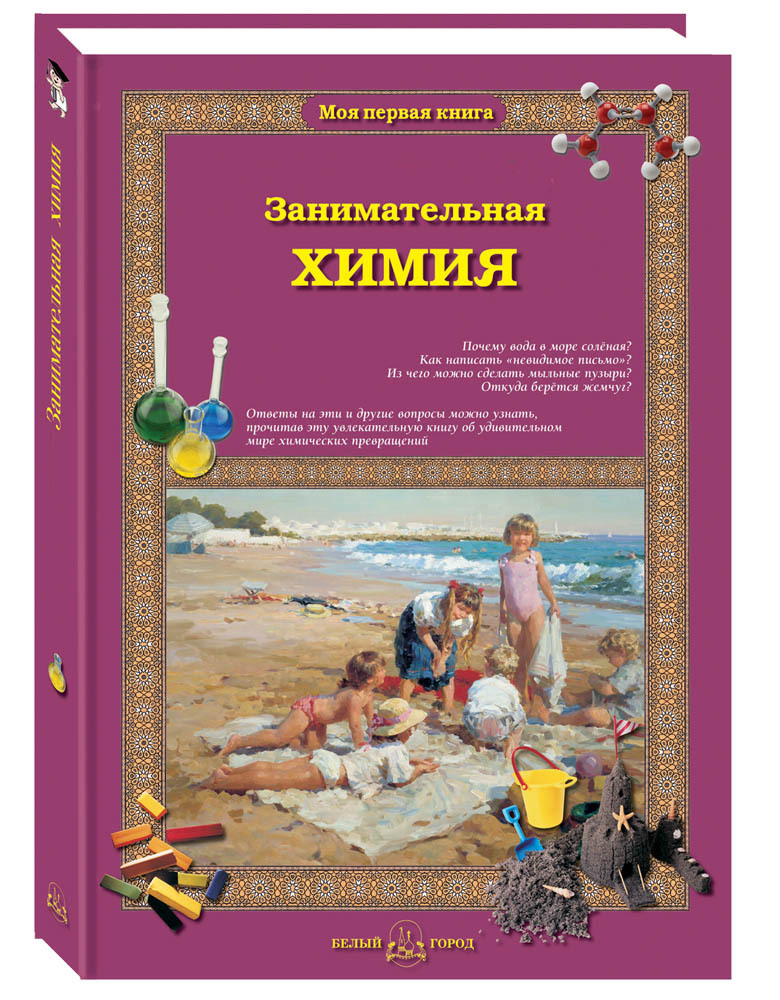 Моя первая книга
Занимательная
ХИМИЯ
Почему вода в море солёная?
Как написать «невидимое письмо»?
Из чего можно сделать мыльные пузыри?
Откуда берётся жемчуг?
Ответы на эти и другие вопросы можно узнать,
прочитав эту увлекательную книгу об удивительном
мире химических превращений
БЕЛЫЙ ГОРОД
Занимательная химия